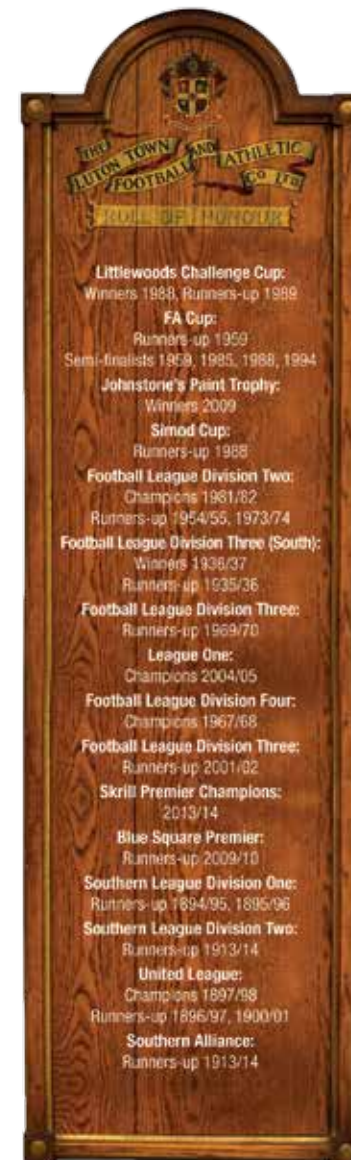 THE
LUTON TOWN
FOOTBALL
AND
ATHLETIC
CO LTD
ROLL OF HONOUR
Littlewoods Challenge Cup:
Winners 1988, Runners-up 1989
FA Cup:
Runners-up 1959
Semi-finalists 1959, 1985, 1988, 1994
Johnstone's Paint Trophy:
Winners 2009
Simod Cup:
Runners-up 1988
Football League Division Two:
Champions 1981/82
Runners-up 1954/55, 1973/74
Football League Division Three (South):
Winners 1936/37
Runners-up 1935/36
Football League Division Three:
Runners-up 1969/70
League One:
Champions 2004/05
Football League Division Four:
Champions 1967/68
Football League Division Three:
Runners-up 2001/02
Skrill Premier Champions:
2013/14
Blue Square Premier:
Runners-up 2009/10
Southern League Division One:
Runners-up 1894/95, 1895/96
Southern League Division Two:
Runners-up 1913/14
United League:
Champions 1897/98
Runners-up 1896/97, 1900/01
Southern Alliance:
Runners-up 1913/14